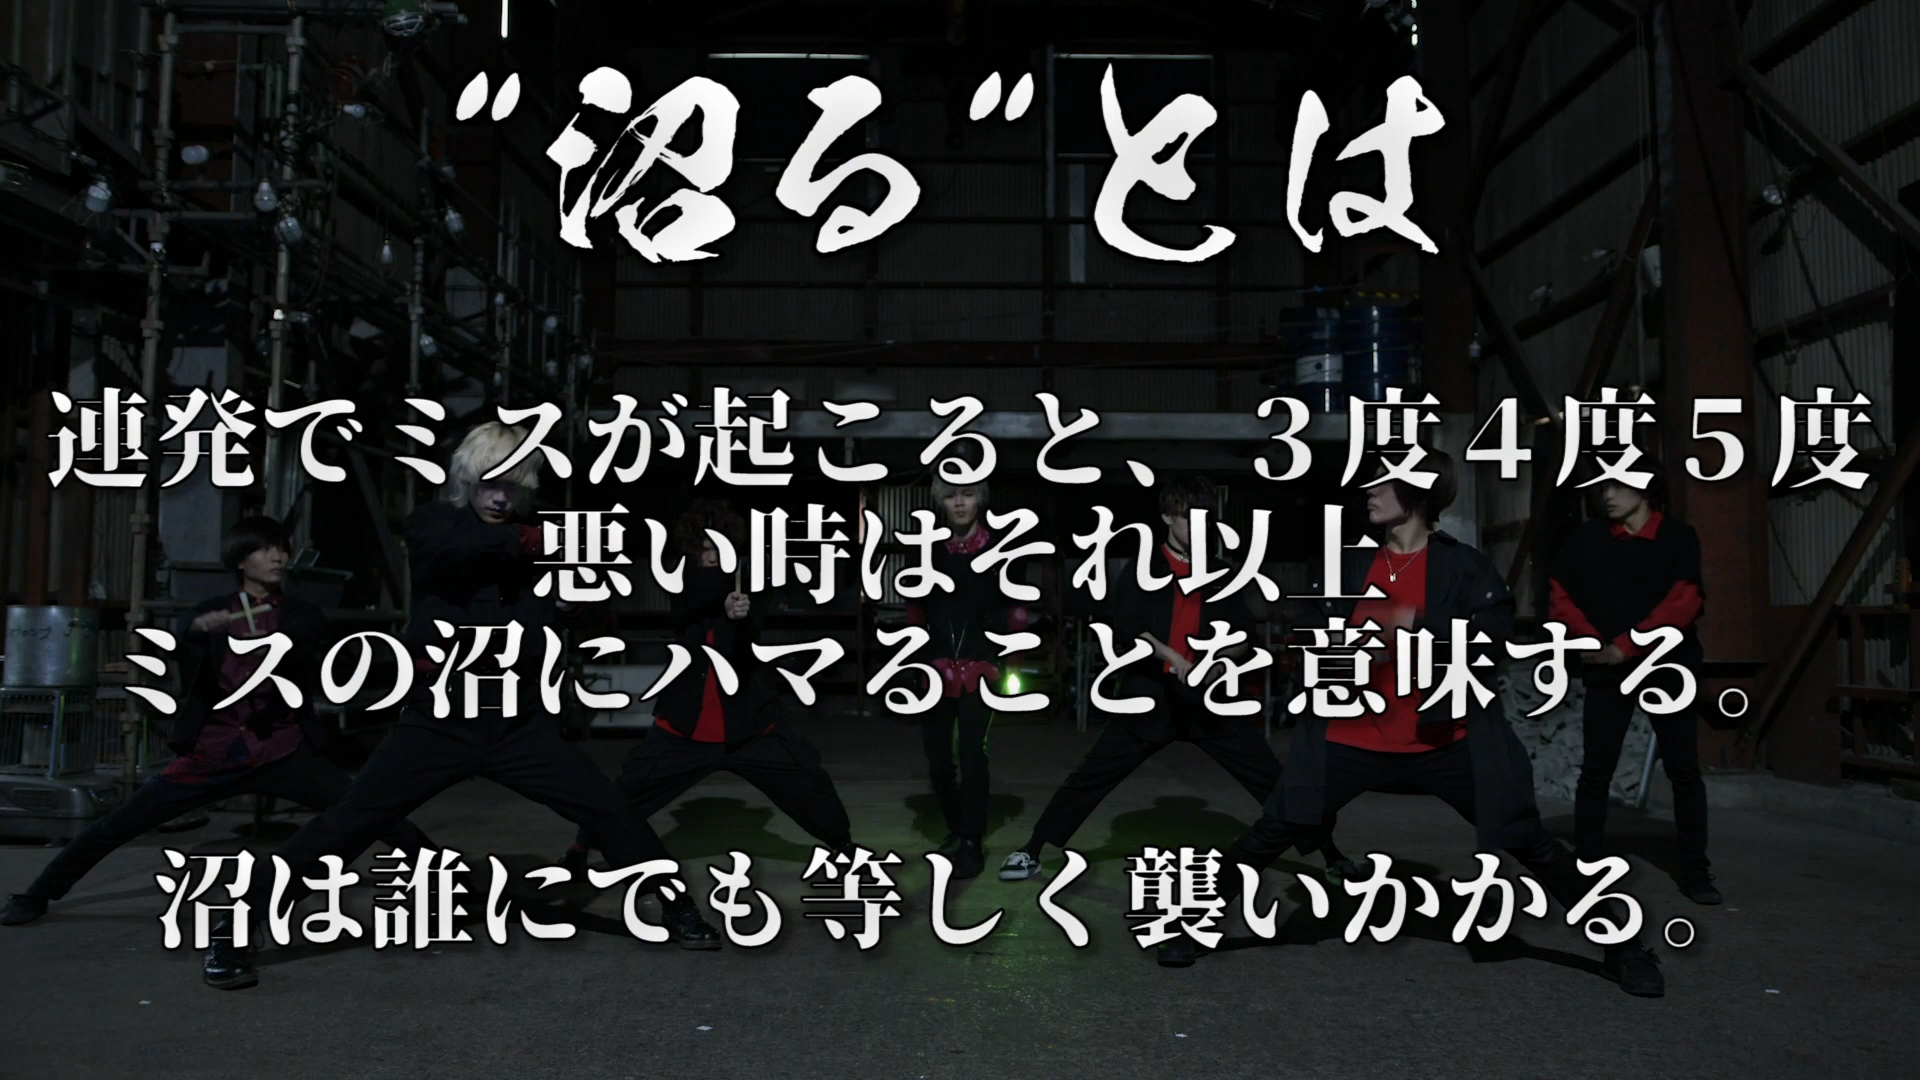 “沼る“とは
連発でミスが起こると、３度４度５度
悪い時はそれ以上
ミスの沼にハマることを意味する。
沼は誰にでも等しく襲いかかる。